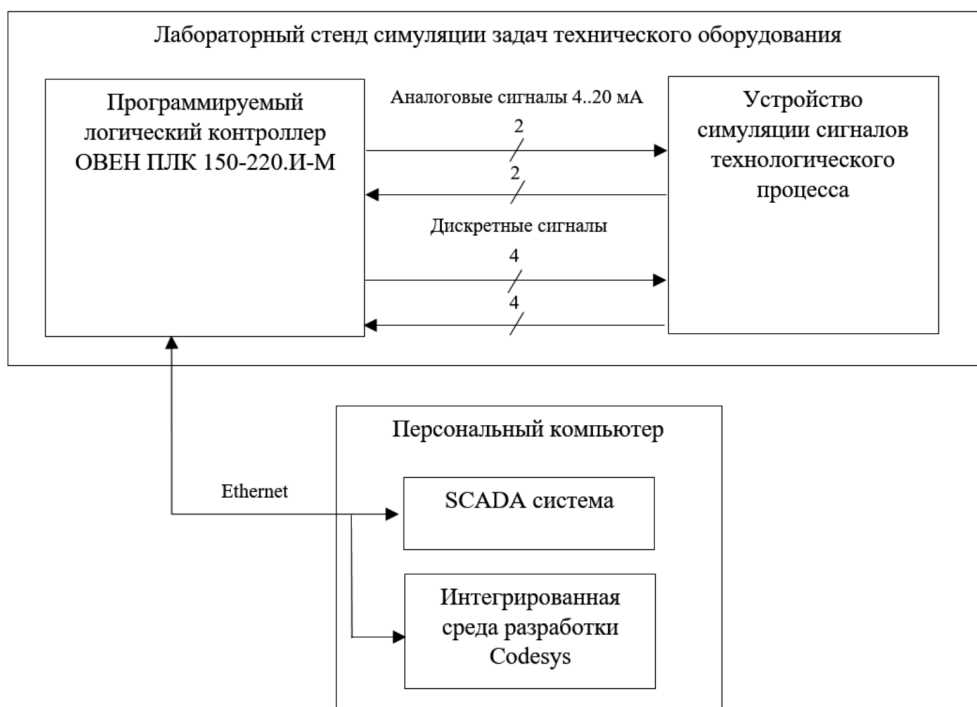 Лабораторный стенд симуляции задач технического оборудования
Программируемый
логический контроллер
ОВЕН ПЛК 150-220.И-М
Аналоговые сигналы 4..20 мА
2
2
Дискретные сигналы
4
4
Устройство
симуляции сигналов
технологического
процесса
Персональный компьютер
Ethernet
SCADA система
Интегрированная
среда разработки
Codesys